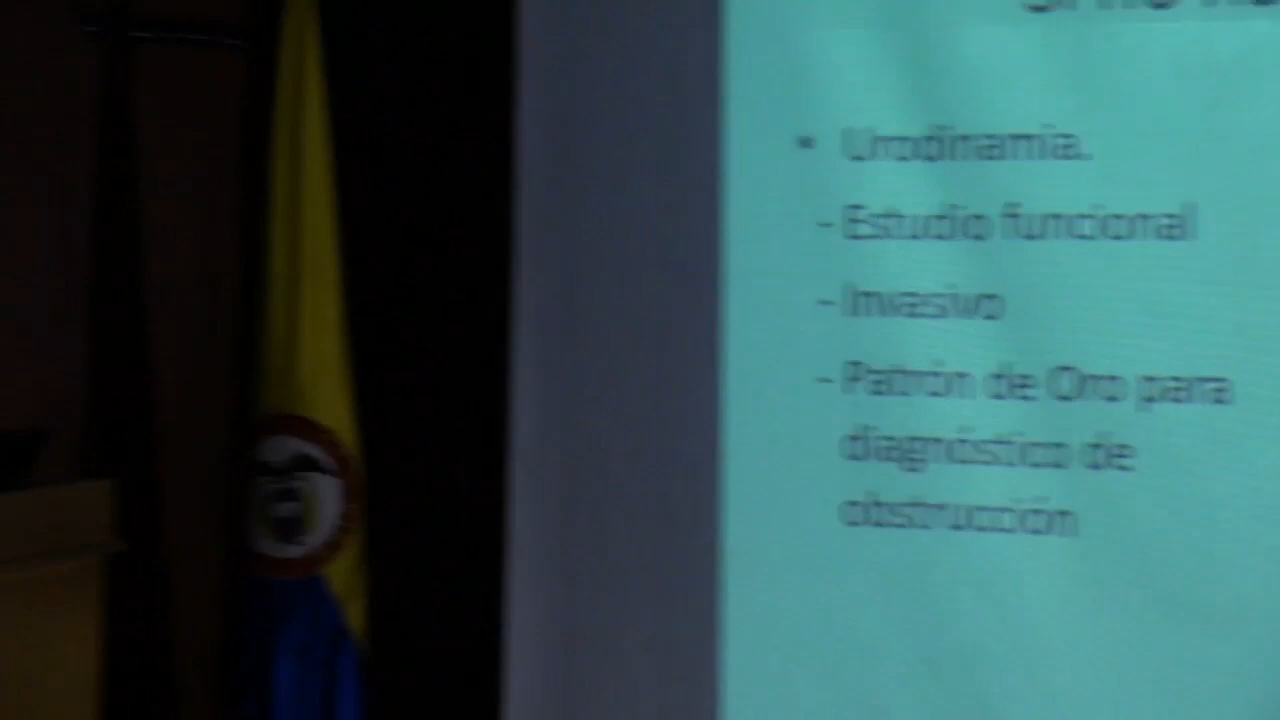 • Urodinamia.
- Estudio funcional
- Invasivo
- Patrón de Oro para
diagnóstico de
obstrucción